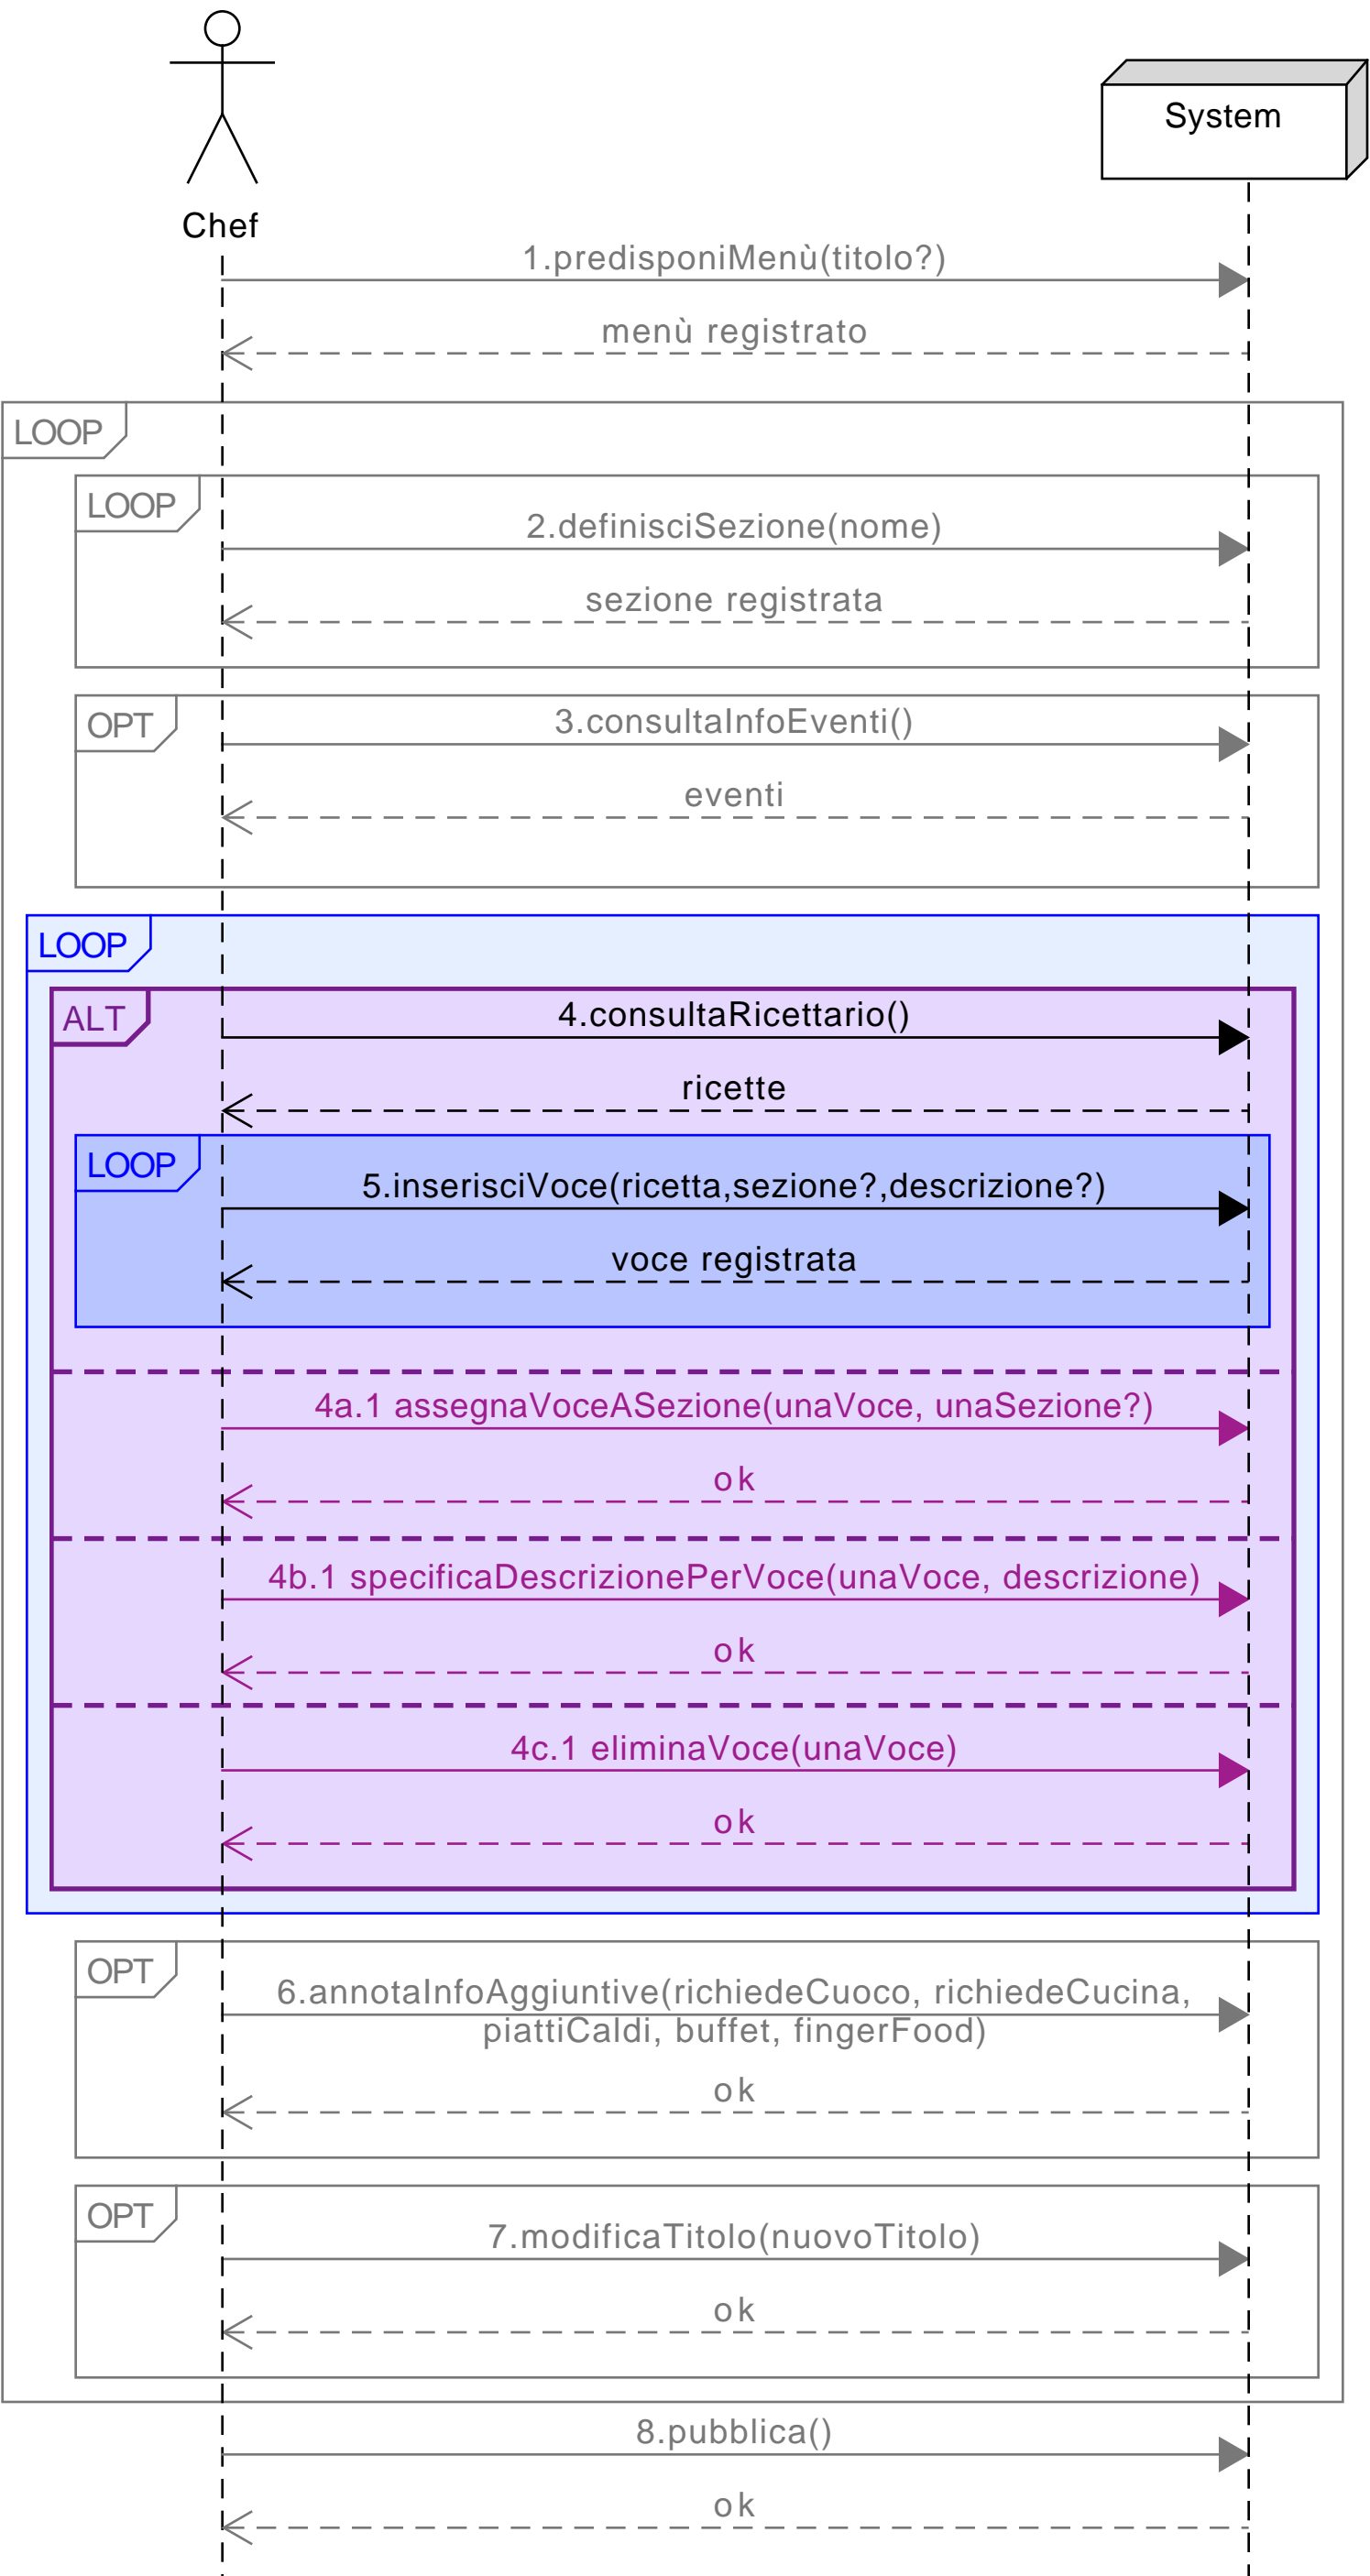 System
Chef
1.predisponiMenù(titolo?)
menù registrato
LOOP
LOOP
2.definisciSezione(nome)
sezione registrata
OPT
3.consultaInfoEventi()
eventi
LOOP
ALT
4.consultaRicettario()
ricette
LOOP
5.inserisciVoce(ricetta,sezione?,descrizione?)
voce registrata
4a.1 assegnaVoceASezione(unaVoce, unaSezione?)
ok
4b.1 specificaDescrizionePerVoce(unaVoce, descrizione)
ok
4c.1 eliminaVoce(unaVoce)
ok
OPT
6.annotaInfoAggiuntive(richiedeCuoco, richiedeCucina,
piattiCaldi, buffet, fingerFood)
ok
OPT
7.modificaTitolo(nuovoTitolo)
ok
8.pubblica()
ok